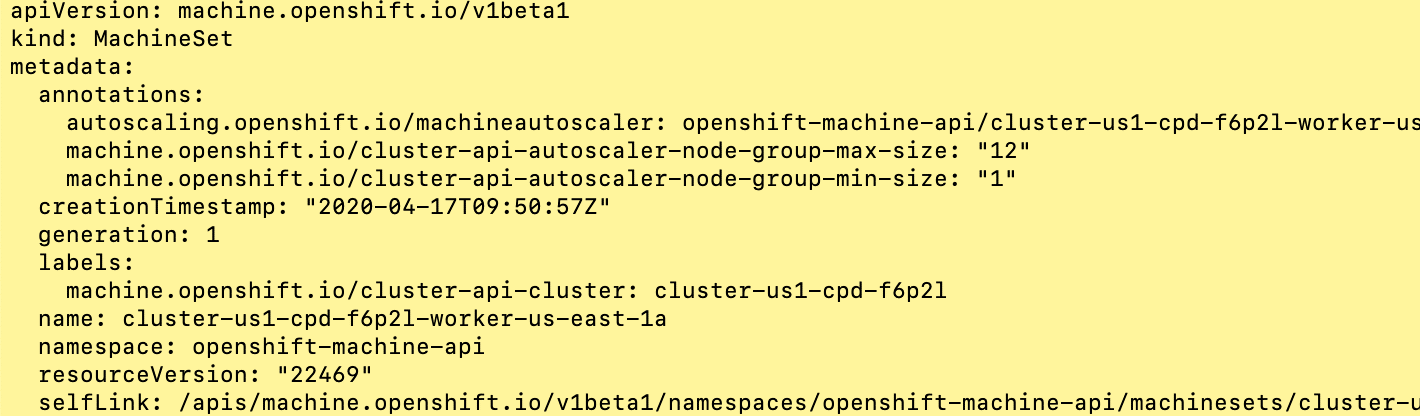 apiVersion: machine.openshift.io/v1beta1
kind: MachineSet
metadata:
  annotations:
    autoscaling.openshift.io/machineautoscaler: openshift-machine-api/cluster-us1-cpd-f6p2l-worker-us
    machine.openshift.io/cluster-api-autoscaler-node-group-max-size: "12"
    machine.openshift.io/cluster-api-autoscaler-node-group-min-size: "1"
  creationTimestamp: "2020-04-17T09:50:57Z"
  generation: 1
  labels:
    machine.openshift.io/cluster-api-cluster: cluster-us1-cpd-f6p2l
  name: cluster-us1-cpd-f6p2l-worker-us-east-1a
  namespace: openshift-machine-api
  resourceVersion: "22469"
  selfLink: /apis/machine.openshift.io/v1beta1/namespaces/openshift-machine-api/machinesets/cluster-u